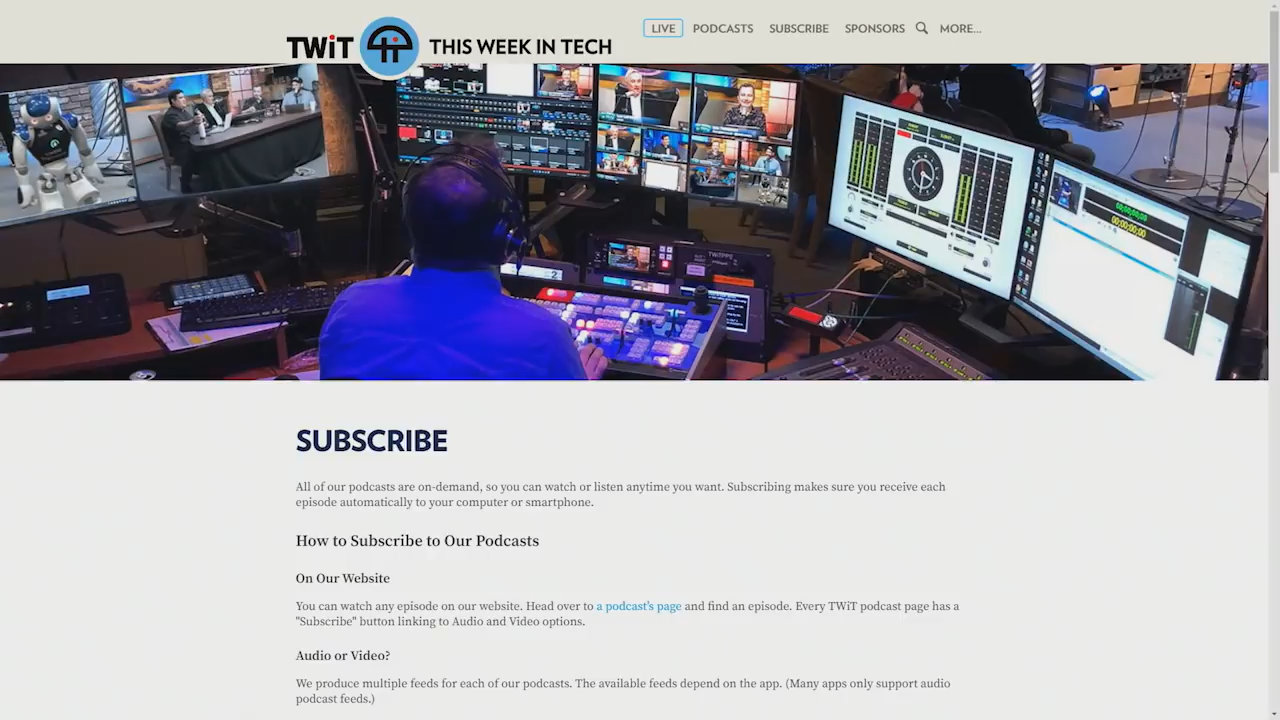 TWiT
THIS WEEK IN TECH
LIVE
PODCASTS
SUBSCRIBE
SPONSORS
MORE...
SUBSCRIBE
All of our podcasts are on-demand, so you can watch or listen anytime you want. Subscribing makes sure you receive each
episode automatically to your computer or smartphone.
How to Subscribe to Our Podcasts
On Our Website
You can watch any episode on our website. Head over to a podcast's page and find an episode. Every TWiT podcast page has a
"Subscribe" button linking to Audio and Video options.
Audio or Video?
We produce multiple feeds for each of our podcasts. The available feeds depend on the app. (Many apps only support audio
podcast feeds.)